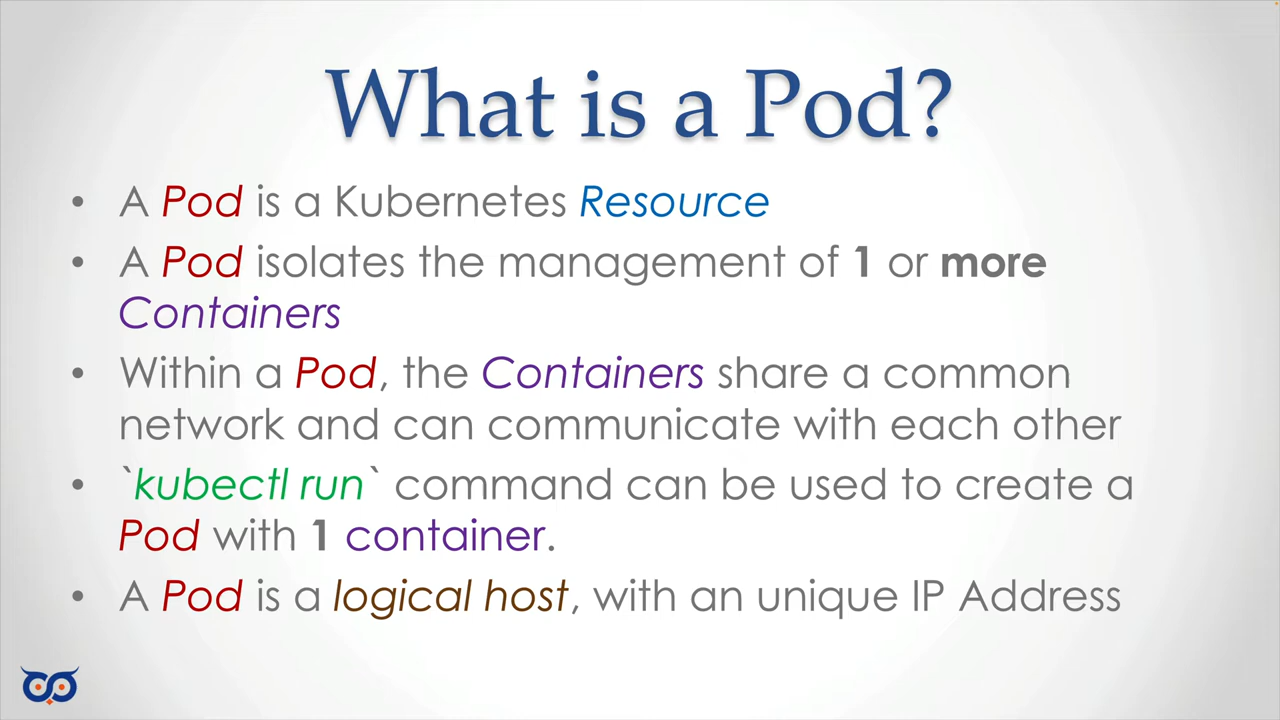 What is a Pod?
• A Pod is a Kubernetes Resource
• A Pod isolates the management of 1 or more
Containers
• Within a Pod, the Containers share a common
network and can communicate with each other
• `kubectl run` command can be used to create a
Pod with 1 container.
• A Pod is a logical host, with an unique IP Address